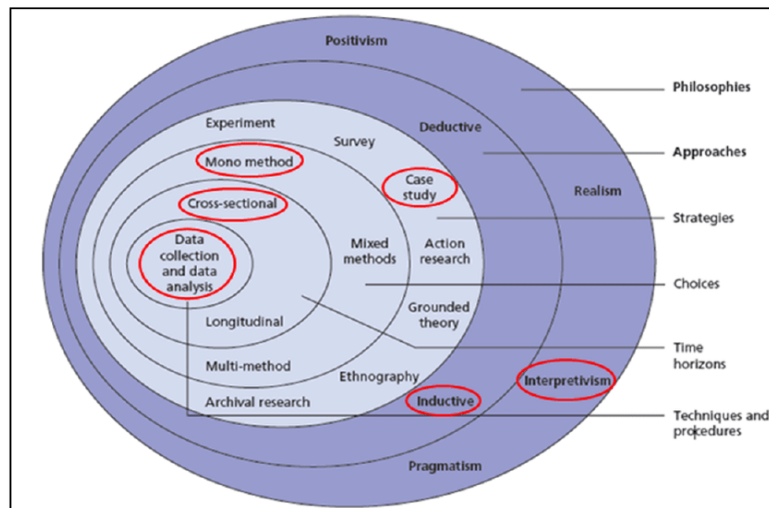 Positivism
Philosophies
Experiment
Deductive
Survey
Approaches
Mono method
Case
study
Realism
Cross-sectional
Strategies
Data
collection
and data
analysis
Mixed
methods
Action
research
Choices
Grounded
theory
Longitudinal
Time
horizons
Multi-method
Ethnography
Interpretivism
Archival research
Inductive
Techniques and
procedures
Pragmatism